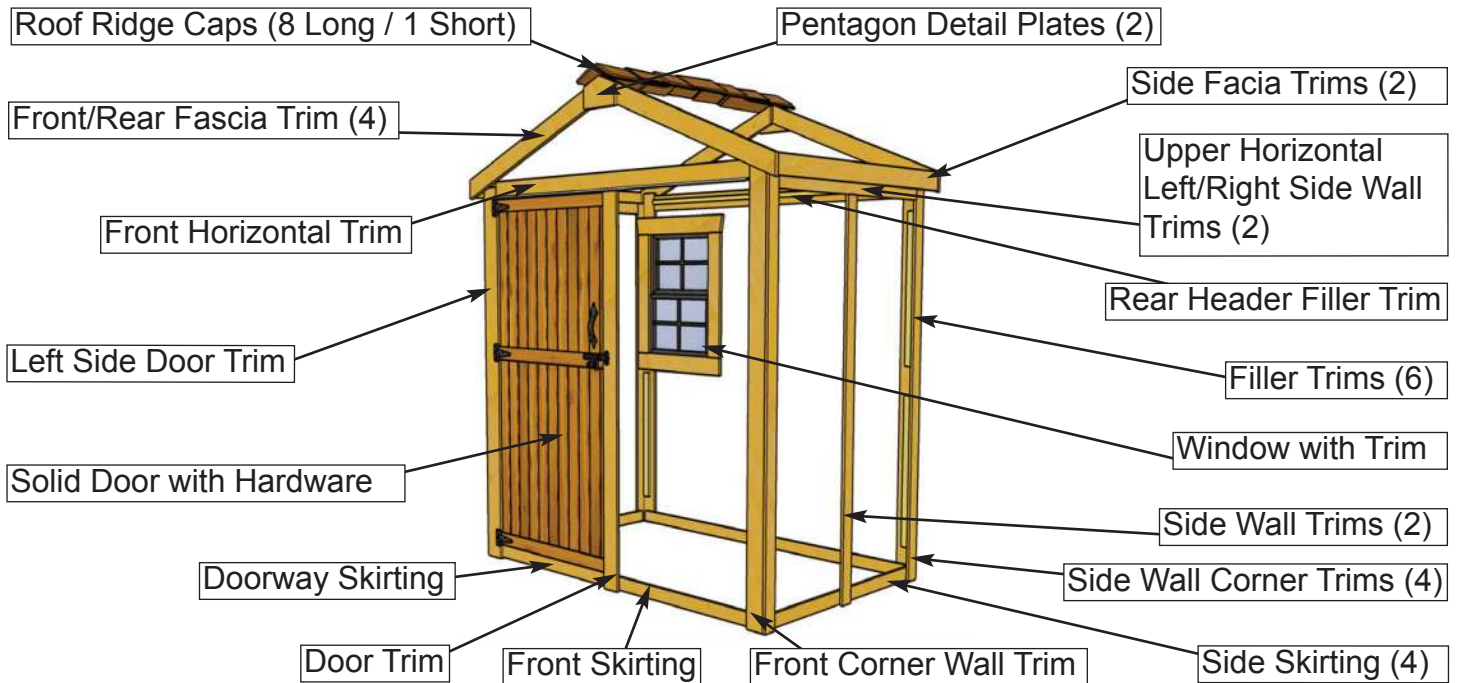 Roof Ridge Caps (8 Long / 1 Short)
Pentagon Detail Plates (2)
Side Facia Trims (2)
Front/Rear Fascia Trim (4)
Upper Horizontal
Left/Right Side Wall
Trims (2)
Front Horizontal Trim
Rear Header Filler Trim
Left Side Door Trim
Filler Trims (6)
Window with Trim
Solid Door with Hardware
Side Wall Trims (2)
Doorway Skirting
Side Wall Corner Trims (4)
Door Trim
Front Skirting
Front Corner Wall Trim
Side Skirting (4)